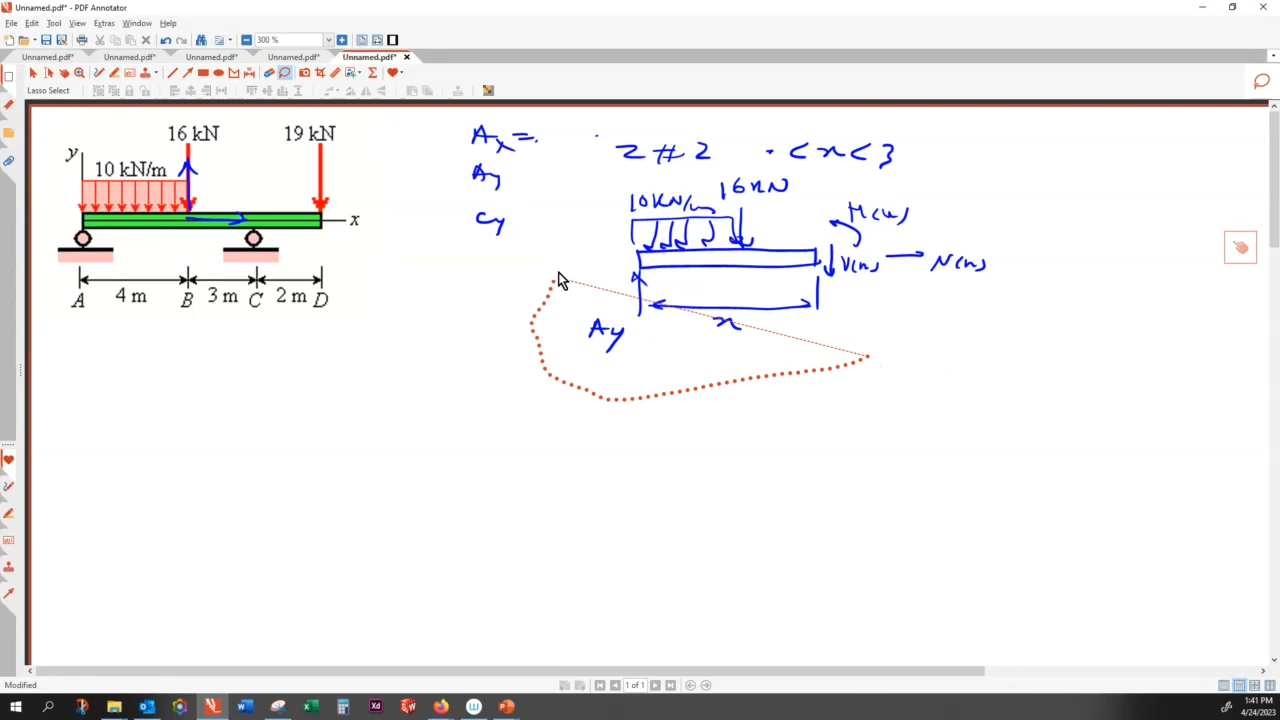 Unnamed.pdf* - PDF Annotator
File Edit Tool View Extras Window Help
300 %
Unnamed.pdf* Unnamed.pdf* Unnamed.pdf* Unnamed.pdf* Unnamed.pdf*
Lasso Select
16 kN 19 kN
y
10 kN/m
x
4 m 3 m 2 m
A B C D
Ax =
Ay
Cy
Z # 2 · < x < 3
10 KN/m 16 KN
M(x)
V(x) N(x)
x
Ay
Modified
1 of 1
Xd
W
1:41 PM
4/24/2023